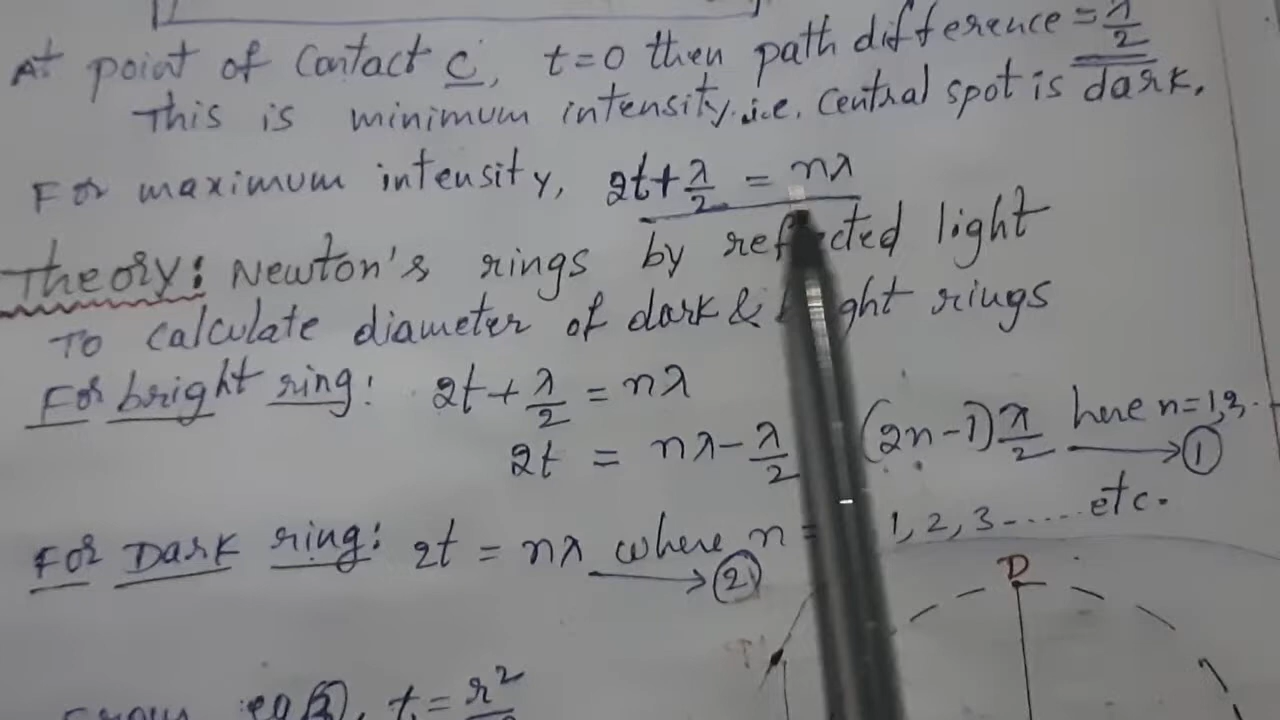 At point of Contact C, t=0 then path difference = λ/2
This is minimum intensity. i.e. Central spot is dark.
For maximum intensity, 2t+λ/2 = nλ
Theory: Newton's rings by reflected light
To calculate diameter of dark & bright rings
For bright ring: 2t + λ/2 = nλ
2t = nλ - λ/2 (2n-1) λ/2 here n=1,2,.. → ①
For Dark ring: 2t = nλ where n = 1, 2, 3 ..... etc. → ②
D
t = r²